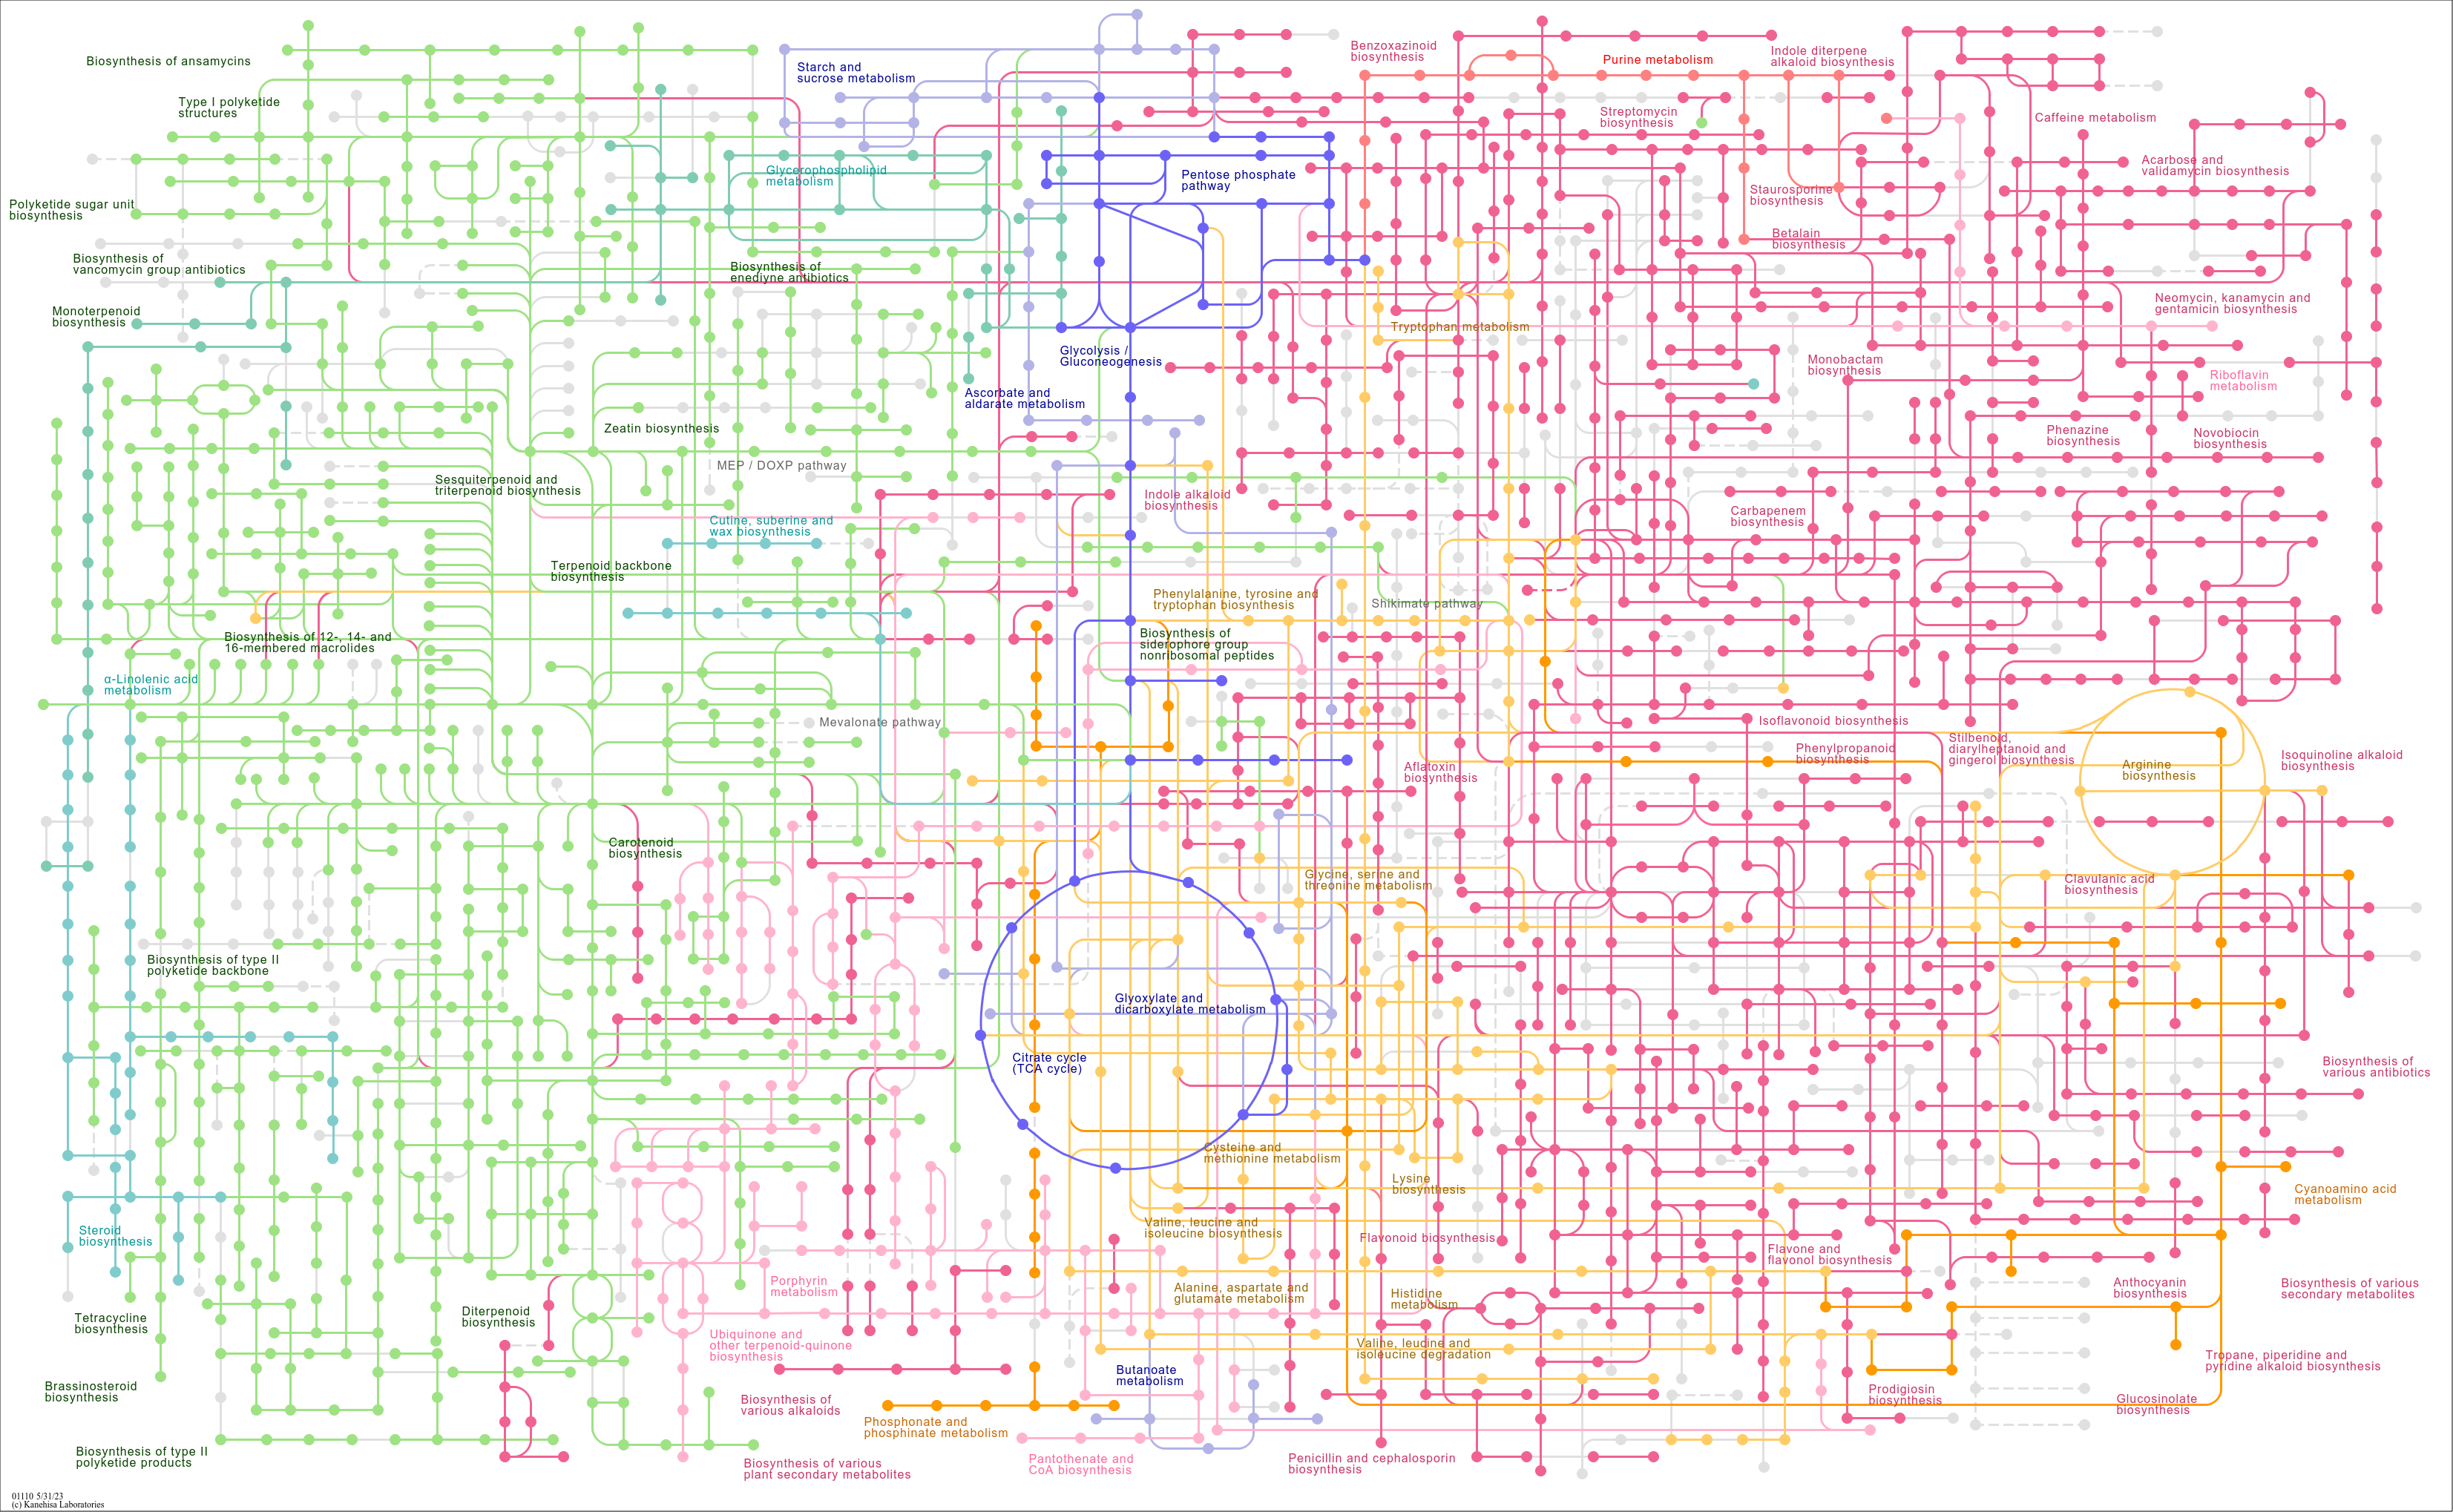 Biosynthesis of ansamycins
Type I polyketide
structures
Polyketide sugar unit
biosynthesis
Biosynthesis of
vancomycin group antibiotics
Monoterpenoid
biosynthesis
Starch and
sucrose metabolism
Glycerophospholipid
metabolism
Biosynthesis of
enediyne antibiotics
Zeatin biosynthesis
MEP / DOXP pathway
Sesquiterpenoid and
triterpenoid biosynthesis
Cutine, suberine and
wax biosynthesis
Terpenoid backbone
biosynthesis
Biosynthesis of 12-, 14- and
16-membered macrolides
α-Linolenic acid
metabolism
Mevalonate pathway
Carotenoid
biosynthesis
Biosynthesis of type II
polyketide backbone
Steroid
biosynthesis
Tetracycline
biosynthesis
Brassinosteroid
biosynthesis
Biosynthesis of type II
polyketide products
Diterpenoid
biosynthesis
Porphyrin
metabolism
Ubiquinone and
other terpenoid-quinone
biosynthesis
Biosynthesis of
various alkaloids
Biosynthesis of various
plant secondary metabolites
Phosphonate and
phosphinate metabolism
Pantothenate and
CoA biosynthesis
Butanoate
metabolism
Penicillin and cephalosporin
biosynthesis
Pentose phosphate
pathway
Glycolysis /
Gluconeogenesis
Ascorbate and
aldarate metabolism
Indole alkaloid
biosynthesis
Phenylalanine, tyrosine and
tryptophan biosynthesis
Shikimate pathway
Biosynthesis of
siderophore group
nonribosomal peptides
Glycine, serine and
threonine metabolism
Glyoxylate and
dicarboxylate metabolism
Citrate cycle
(TCA cycle)
Cysteine and
methionine metabolism
Lysine
biosynthesis
Valine, leucine and
isoleucine biosynthesis
Flavonoid biosynthesis
Alanine, aspartate and
glutamate metabolism
Histidine
metabolism
Valine, leucine and
isoleucine degradation
Aflatoxin
biosynthesis
Benzoxazinoid
biosynthesis
Purine metabolism
Indole diterpene
alkaloid biosynthesis
Streptomycin
biosynthesis
Staurosporine
biosynthesis
Betalain
biosynthesis
Caffeine metabolism
Acarbose and
validamycin biosynthesis
Neomycin, kanamycin and
gentamicin biosynthesis
Tryptophan metabolism
Monobactam
biosynthesis
Riboflavin
metabolism
Phenazine
biosynthesis
Novobiocin
biosynthesis
Carbapenem
biosynthesis
Isoflavonoid biosynthesis
Phenylpropanoid
biosynthesis
Stilbenoid,
diarylheptanoid and
gingerol biosynthesis
Arginine
biosynthesis
Isoquinoline alkaloid
biosynthesis
Clavulanic acid
biosynthesis
Biosynthesis of
various antibiotics
Cyanoamino acid
metabolism
Flavone and
flavonol biosynthesis
Anthocyanin
biosynthesis
Biosynthesis of various
secondary metabolites
Tropane, piperidine and
pyridine alkaloid biosynthesis
Prodigiosin
biosynthesis
Glucosinolate
biosynthesis
01110 5/31/23
(c) Kanehisa Laboratories